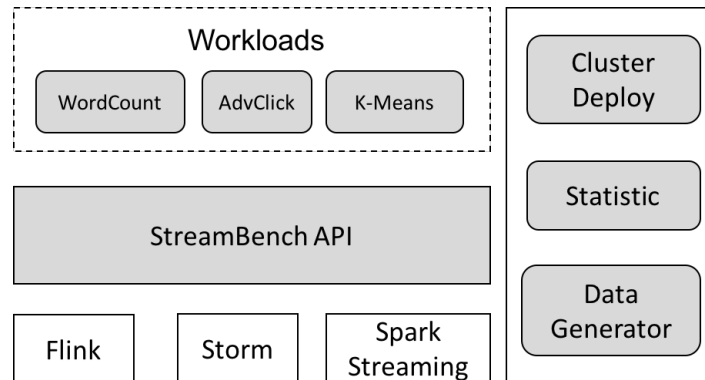 Workloads
WordCount
AdvClick
K-Means
StreamBench API
Flink
Storm
Spark
Streaming
Cluster
Deploy
Statistic
Data
Generator